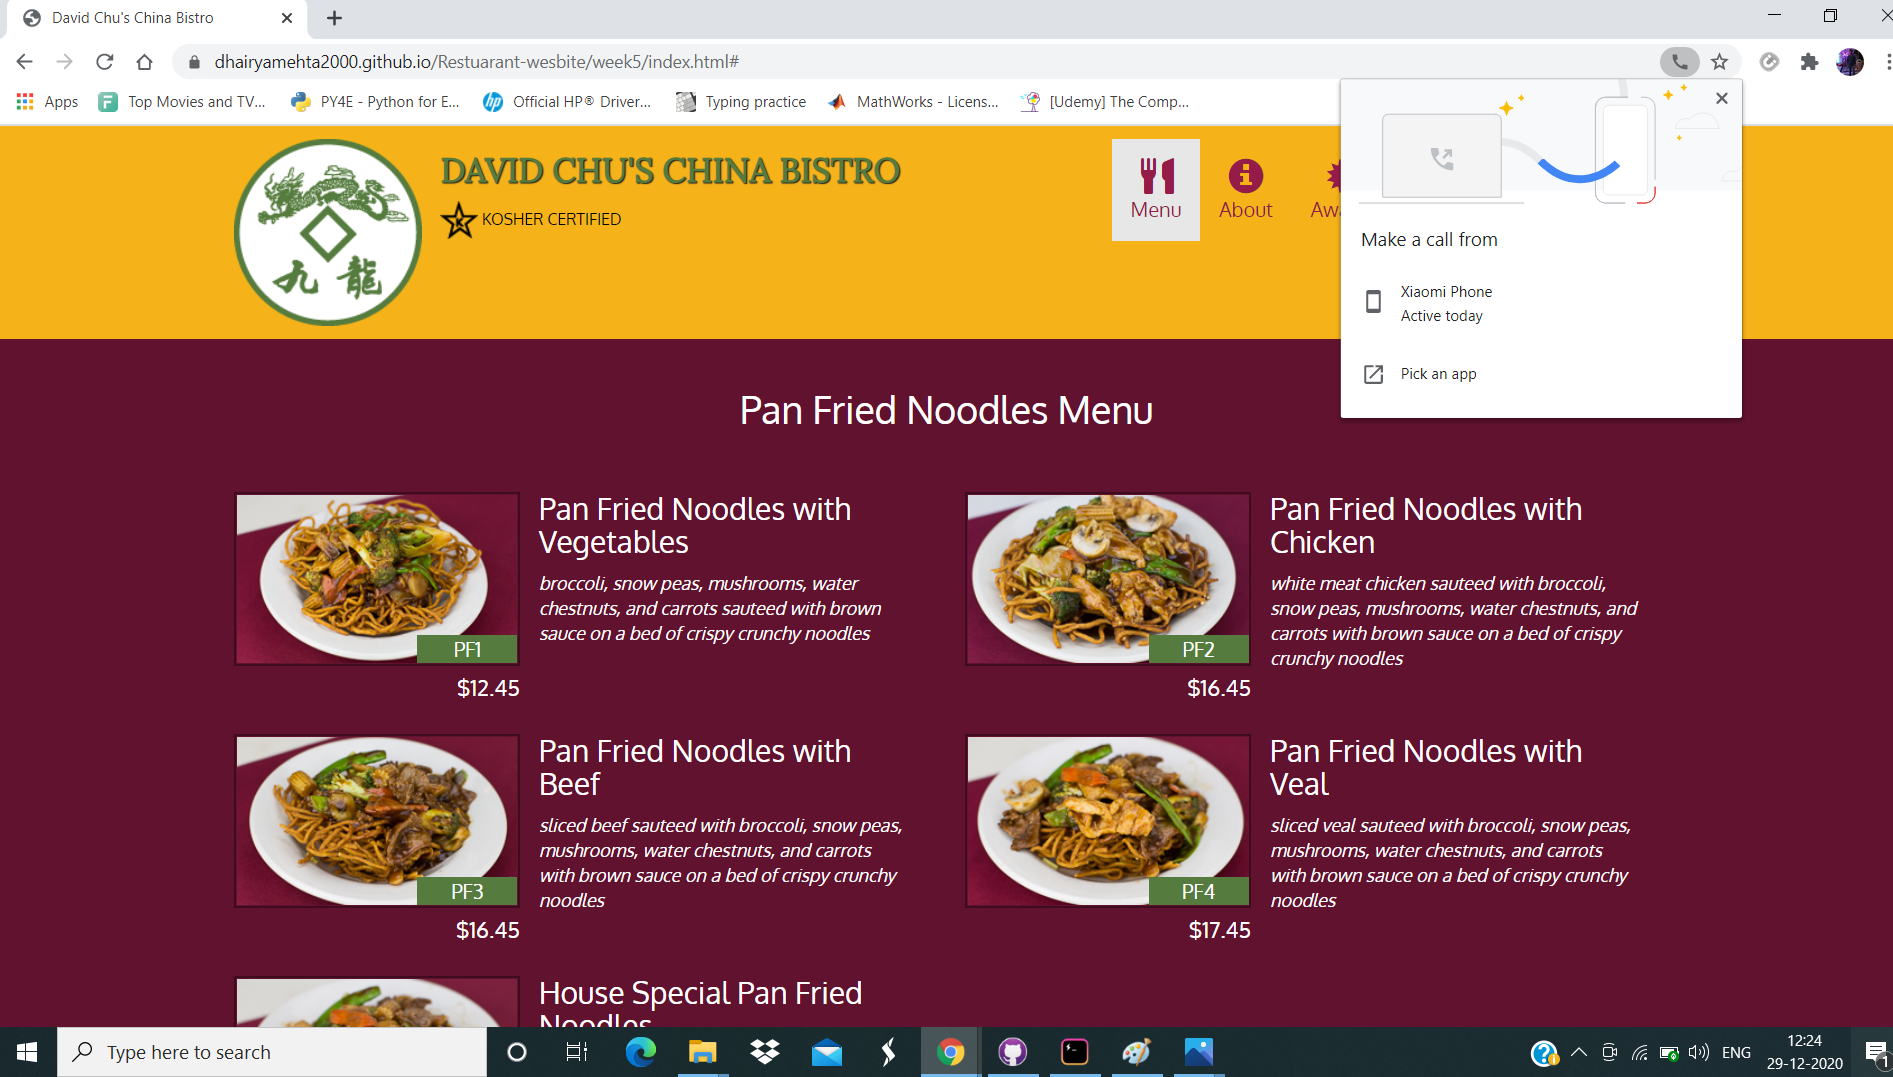 David Chu's China Bistro
dhairyamehta2000.github.io/Restuarant-wesbite/week5/index.html#
Apps
Top Movies and TV...
PY4E - Python for E...
hp
Official HP® Driver...
Typing practice
MathWorks - Licens...
[Udemy] The Comp...
九龍
DAVID CHU'S CHINA BISTRO
K
KOSHER CERTIFIED
Menu
About
Make a call from
Xiaomi Phone
Active today
Pick an app
Pan Fried Noodles Menu
PF1
$12.45
Pan Fried Noodles with
Vegetables
broccoli, snow peas, mushrooms, water
chestnuts, and carrots sauteed with brown
sauce on a bed of crispy crunchy noodles
PF2
$16.45
Pan Fried Noodles with
Chicken
white meat chicken sauteed with broccoli,
snow peas, mushrooms, water chestnuts, and
carrots with brown sauce on a bed of crispy
crunchy noodles
PF3
$16.45
Pan Fried Noodles with
Beef
sliced beef sauteed with broccoli, snow peas,
mushrooms, water chestnuts, and carrots
with brown sauce on a bed of crispy crunchy
noodles
PF4
$17.45
Pan Fried Noodles with
Veal
sliced veal sauteed with broccoli, snow peas,
mushrooms, water chestnuts, and carrots
with brown sauce on a bed of crispy crunchy
noodles
House Special Pan Fried
Noodles
Type here to search
ENG
12:24
29-12-2020
1